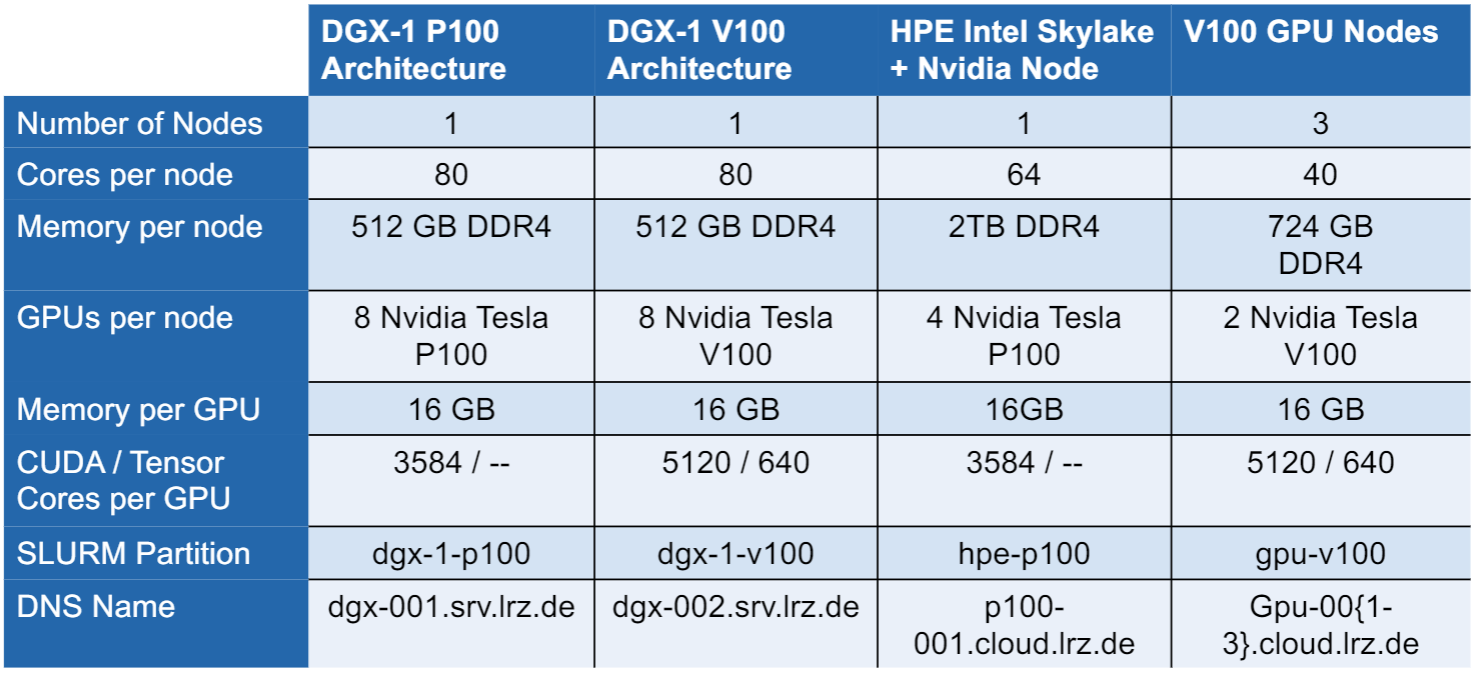 DGX-1 P100 Architecture
DGX-1 V100 Architecture
HPE Intel Skylake + Nvidia Node
V100 GPU Nodes
Number of Nodes
1
1
1
3
Cores per node
80
80
64
40
Memory per node
512 GB DDR4
512 GB DDR4
2TB DDR4
724 GB
DDR4
GPUs per node
8 Nvidia Tesla
P100
8 Nvidia Tesla
V100
4 Nvidia Tesla
P100
2 Nvidia Tesla
V100
Memory per GPU
16 GB
16 GB
16GB
16 GB
CUDA / Tensor
Cores per GPU
3584 / --
5120 / 640
3584 / --
5120 / 640
SLURM Partition
dgx-1-p100
dgx-1-v100
hpe-p100
gpu-v100
DNS Name
dgx-001.srv.lrz.de
dgx-002.srv.lrz.de
p100-
001.cloud.lrz.de
Gpu-00{1-
3}.cloud.lrz.de